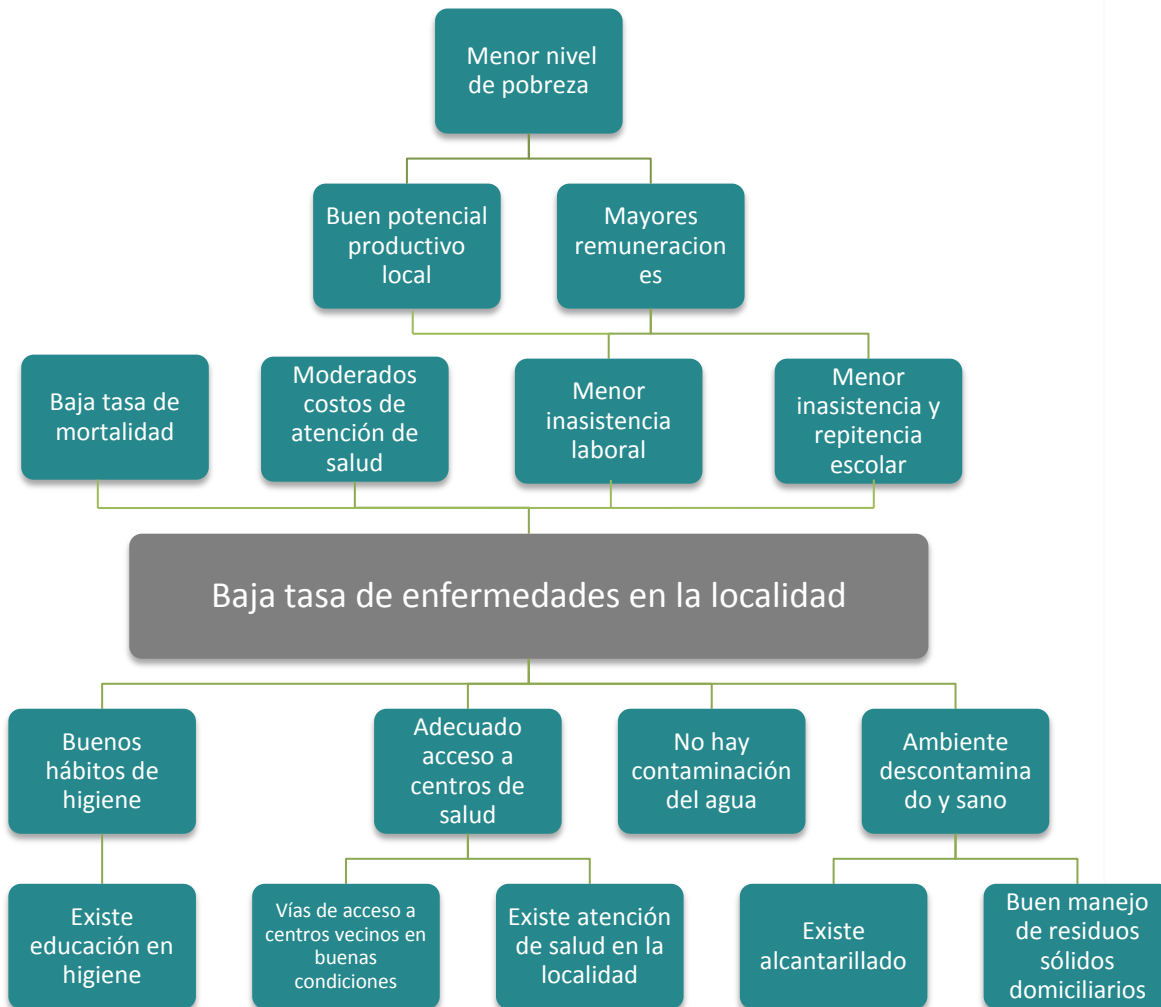 Menor nivel
de pobreza
Buen potencial
productivo
local
Mayores
remuneracion
es
Baja tasa de
mortalidad
Moderados
costos de
atención de
salud
Menor
inasistencia
laboral
Menor
inasistencia y
repitencia
escolar
Baja tasa de enfermedades en la localidad
Buenos
hábitos de
higiene
Adecuado
acceso a
centros de
salud
No hay
contaminación
del agua
Ambiente
descontamina
do y sano
Existe
educación en
higiene
Vías de acceso a
centros vecinos en
buenas
condiciones
Existe atención
de salud en la
localidad
Existe
alcantarillado
Buen manejo
de residuos
sólidos
domiciliarios